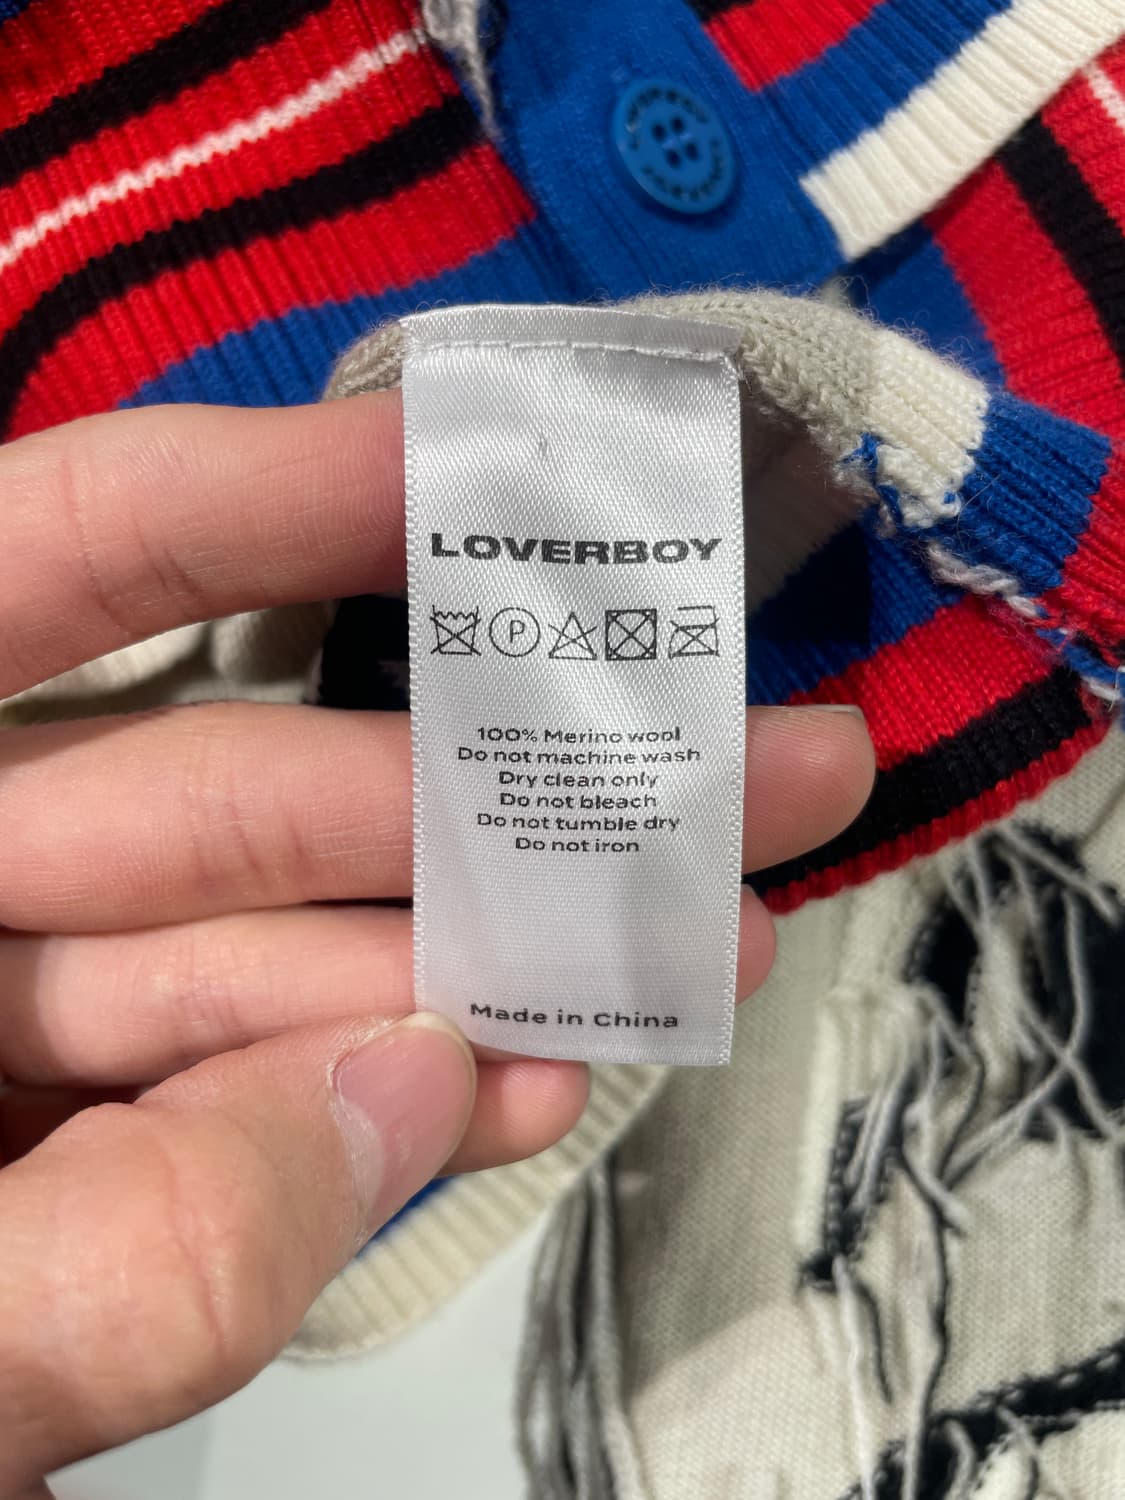 LOVERBOY
P
100% Merino wool
Do not machine wash
Dry clean only
Do not bleach
Do not tumble dry
Do not iron
Made in China